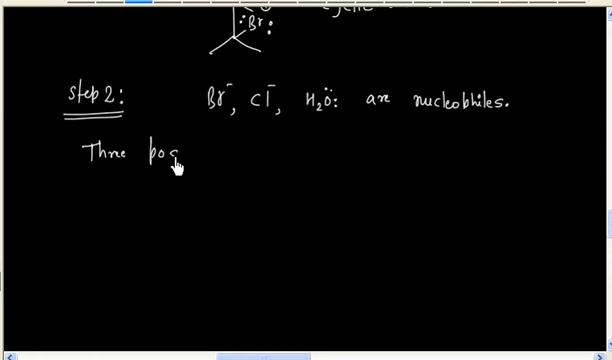 :Br:
Step 2: Br⁻, Cl⁻, H₂Ö: are nucleophiles.
Three pos